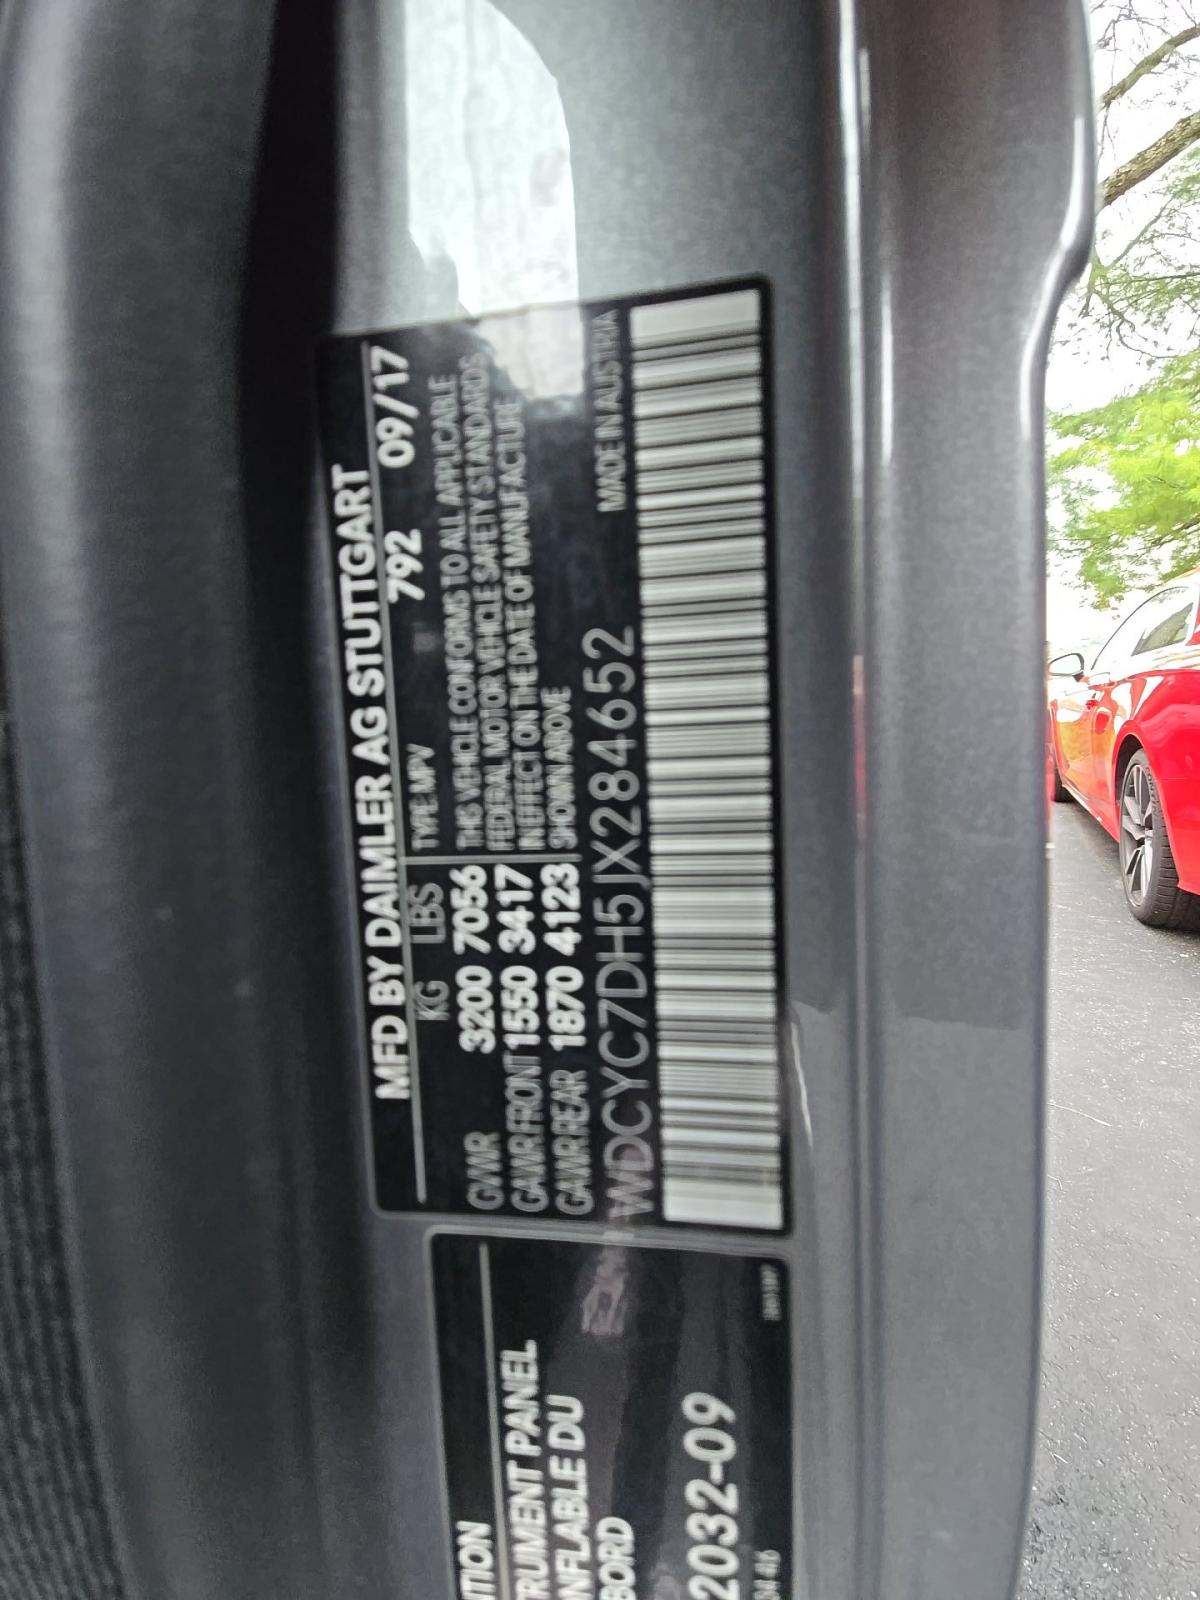 MFD BY DAIMLER AG STUTTGART
792 09/17
KG LBS
GVWR 3200 7056
GAWR FRONT 1550 3417
GAWR REAR 1870 4123
TYPE: MPV
THIS VEHICLE CONFORMS TO ALL APPLICABLE
FEDERAL MOTOR VEHICLE SAFETY STANDARDS
IN EFFECT ON THE DATE OF MANUFACTURE
SHOWN ABOVE
MADE IN AUSTRIA
WDCYC7DH5JX284652
ITION
TRUMENT PANEL
ONFLABLE DU
BORD
2032-09